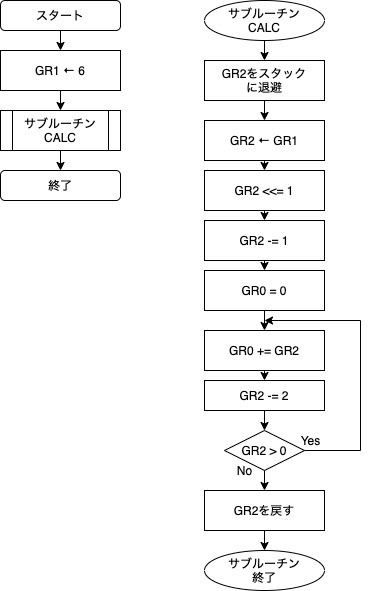 スタート
GR1 ← 6
サブルーチン
CALC
終了
サブルーチン
CALC
GR2をスタック
に退避
GR2 ← GR1
GR2 <<= 1
GR2 -= 1
GR0 = 0
GR0 += GR2
GR2 -= 2
GR2 > 0
Yes
No
GR2を戻す
サブルーチン
終了